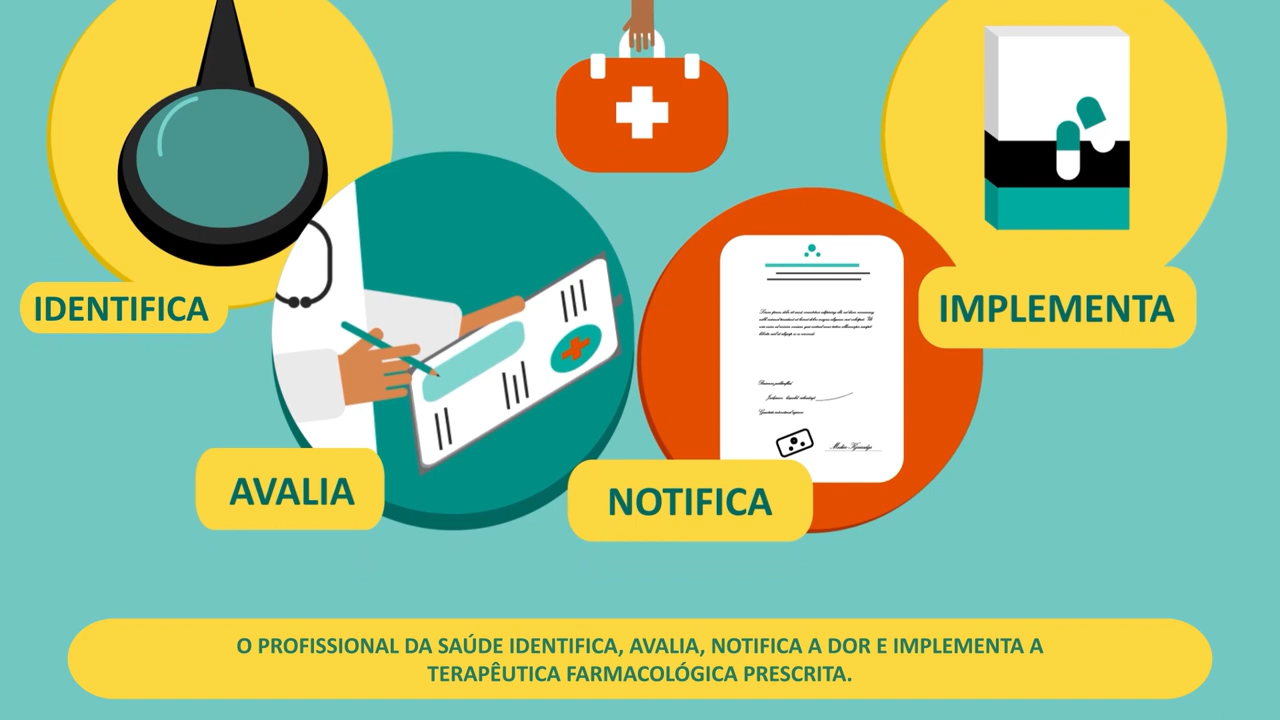 IDENTIFICA
IMPLEMENTA
AVALIA
NOTIFICA
O PROFISSIONAL DA SAÚDE IDENTIFICA, AVALIA, NOTIFICA A DOR E IMPLEMENTA A
TERAPÊUTICA FARMACOLÓGICA PRESCRITA.